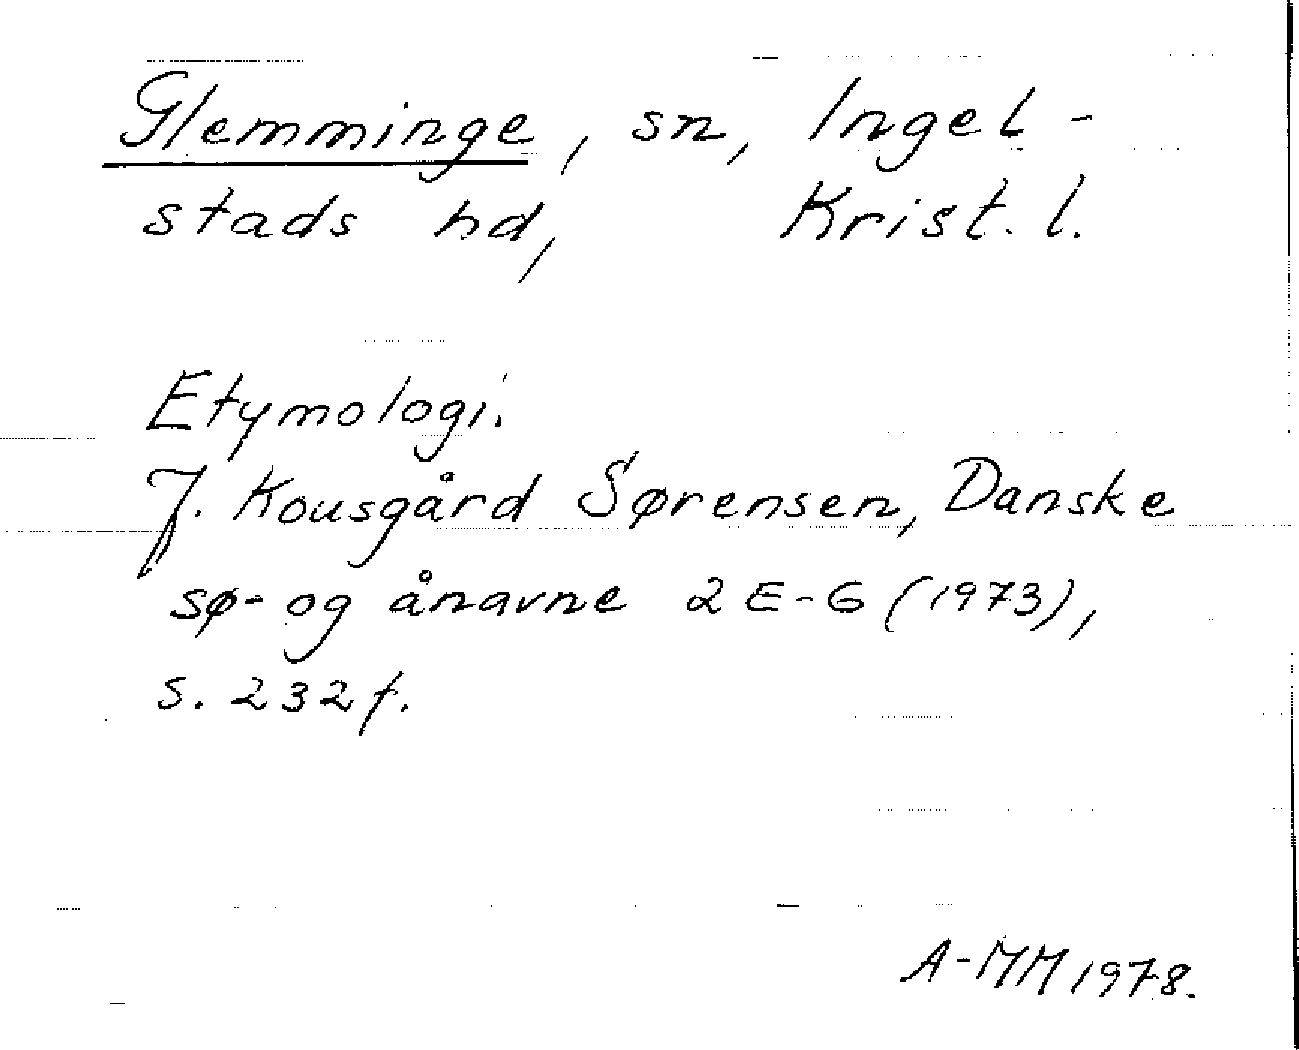 Glemminge, sn, Ingel-
stads hd, Krist. l.
Etymologi.
J. Kousgård Sørensen, Danske
sø- og ånavne 2 E-G (1973),
s. 232 f.
A-MM 1978.